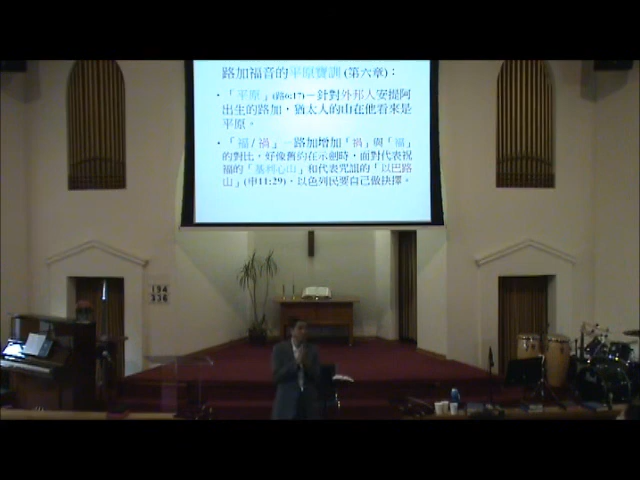 路加福音的平原寶訓 (第六章)：
•「平原」(路6:17)－針對外邦人安提阿
出生的路加，猶太人的山在他看來是
平原。
•「福 / 禍」－路加增加「禍」與「福」
的對比，好像舊約在示劍時，面對代表祝
福的「基利心山」和代表咒詛的「以巴路
山」(申11:29)，以色列民要自己做抉擇。
194
336